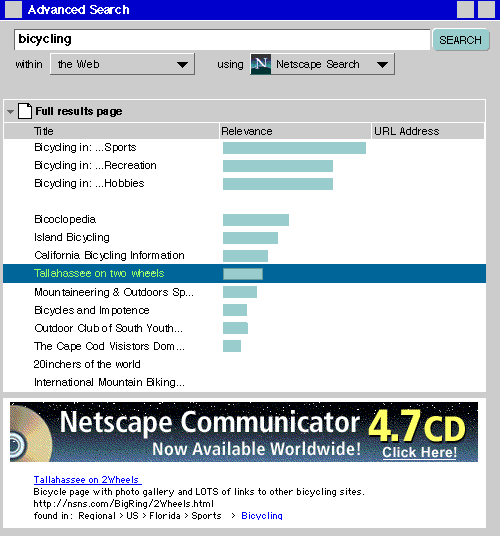 Advanced Search
bicycling
SEARCH
within the Web using N Netscape Search
Full results page
Title Relevance URL Address
Bicycling in: ...Sports
Bicycling in: ...Recreation
Bicycling in: ...Hobbies
Bicoclopedia
Island Bicycling
California Bicycling Information
Tallahassee on two wheels
Mountaineering & Outdoors Sp...
Bicycles and Impotence
Outdoor Club of South Youth...
The Cape Cod Visistors Dom...
20inchers of the world
International Mountain Biking...
Netscape Communicator 4.7CD
Now Available Worldwide! Click Here!
Tallahassee on 2Wheels
Bicycle page with photo gallery and LOTS of links to other bicycling sites.
http://nsns.com/BigRing/2Wheels.html
found in: Regional > US > Florida > Sports > Bicycling